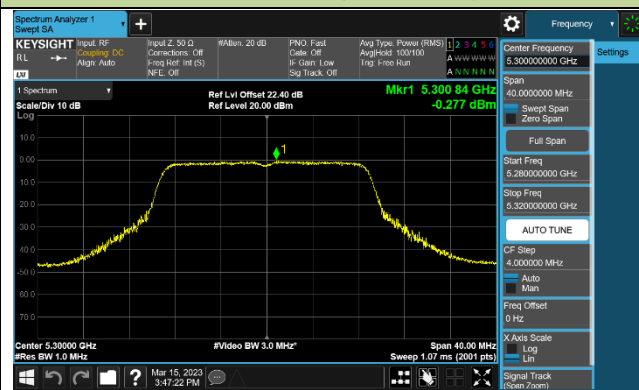 Spectrum Analyzer 1
Swept SA
Frequency
KEYSIGHT
RL
LXI
Input: RF
Coupling: DC
Align: Auto
Input Z: 50 Ω
Corrections: Off
Freq Ref: Int (S)
NFE: Off
#Atten: 20 dB
PNO: Fast
Gate: Off
IF Gain: Low
Sig Track: Off
Avg Type: Power (RMS)
Avg|Hold: 100/100
Trig: Free Run
1 2 3 4 5 6
A W W W W W
A N N N N N
Center Frequency
5.300000000 GHz
Settings
1 Spectrum
Scale/Div 10 dB
Log
Ref Lvl Offset 22.40 dB
Ref Level 20.00 dBm
Mkr1 5.300 84 GHz
-0.277 dBm
1
10.0
0.00
-10.0
-20.0
-30.0
-40.0
-50.0
-60.0
-70.0
Span
40.0000000 MHz
Swept Span
Zero Span
Full Span
Start Freq
5.280000000 GHz
Stop Freq
5.320000000 GHz
AUTO TUNE
CF Step
4.000000 MHz
Auto
Man
Freq Offset
0 Hz
X Axis Scale
Log
Lin
Signal Track
(Span Zoom)
Center 5.30000 GHz
#Res BW 1.0 MHz
#Video BW 3.0 MHz*
Span 40.00 MHz
Sweep 1.07 ms (2001 pts)
?
Mar 15, 2023
3:47:22 PM